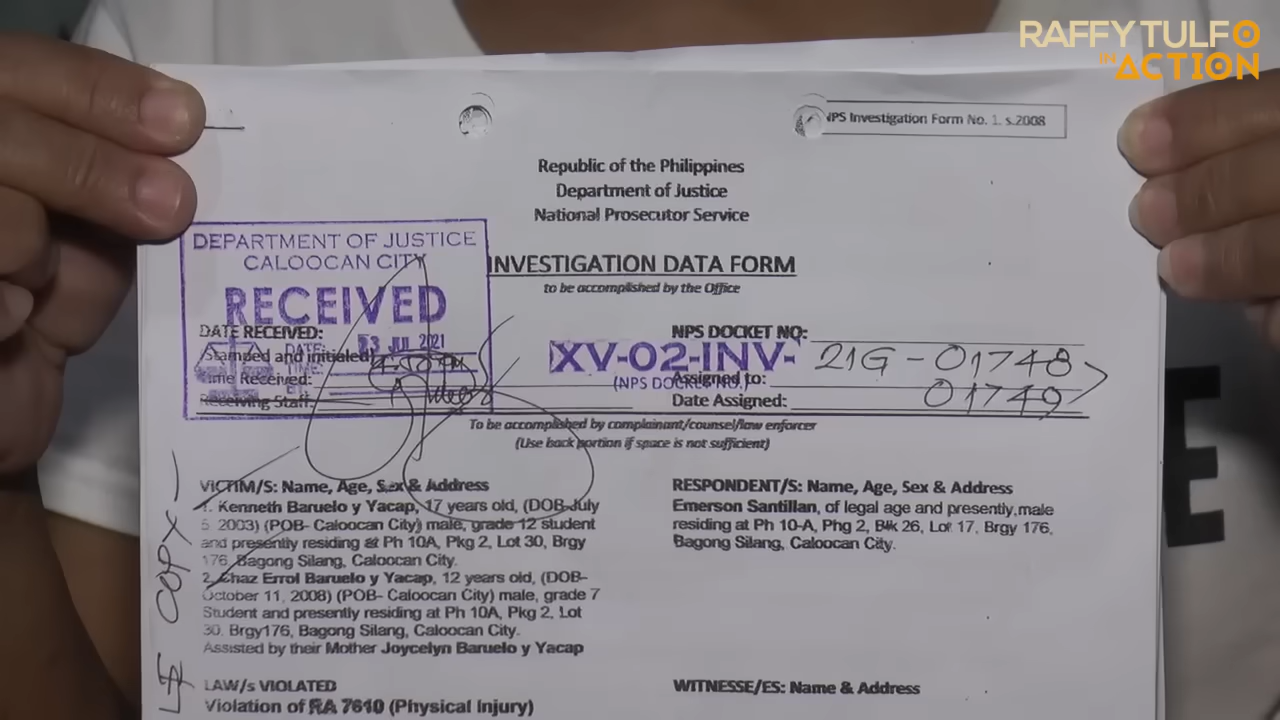 RAFFY TULFO
IN ACTION
NPS Investigation Form No. 1. s.2008
Republic of the Philippines
Department of Justice
National Prosecutor Service
DEPARTMENT OF JUSTICE
CALOOCAN CITY
RECEIVED
INVESTIGATION DATA FORM
to be accomplished by the Office
DATE RECEIVED:
DATE: 13 JUL 2021
Stamped and initialed
TIME:
Time Received:
Receiving Staff:
NPS DOCKET NO:
XV-02-INV- 21G - 01748
(NPS DOCKET NO.)
Assigned to:
01749
Date Assigned:
To be accomplished by complainant/counsel/law enforcer
(Use back portion if space is not sufficient)
VICTIM/S: Name, Age, Sex & Address
1. Kenneth Baruelo y Yacap, 17 years old, (DOB-July
5, 2003) (POB- Caloocan City) male, grade 12 student
and presently residing at Ph 10A, Pkg 2, Lot 30, Brgy
176, Bagong Silang, Caloocan City.
2. Chaz Errol Baruelo y Yacap, 12 years old, (DOB-
October 11, 2008) (POB- Caloocan City) male, grade 7
Student and presently residing at Ph 10A, Pkg 2, Lot
30, Brgy176, Bagong Silang, Caloocan City.
Assisted by their Mother Joycelyn Baruelo y Yacap
RESPONDENT/S: Name, Age, Sex & Address
Emerson Santillan, of legal age and presently,male
residing at Ph 10-A, Phg 2, Blk 26, Lot 17, Brgy 176,
Bagong Silang, Caloocan City.
LAW/s VIOLATED
Violation of RA 7610 (Physical Injury)
WITNESSE/ES: Name & Address
COPY
E